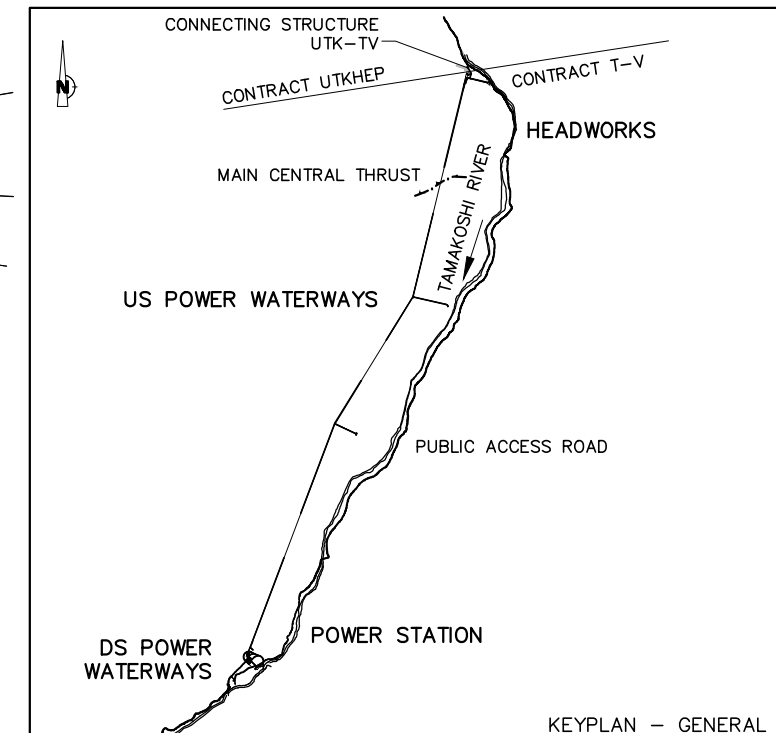 CONNECTING STRUCTURE
UTK-TV
N
CONTRACT UTKHEP
CONTRACT T-V
HEADWORKS
MAIN CENTRAL THRUST
TAMAKOSHI RIVER
US POWER WATERWAYS
PUBLIC ACCESS ROAD
DS POWER
WATERWAYS
POWER STATION
KEYPLAN – GENERAL